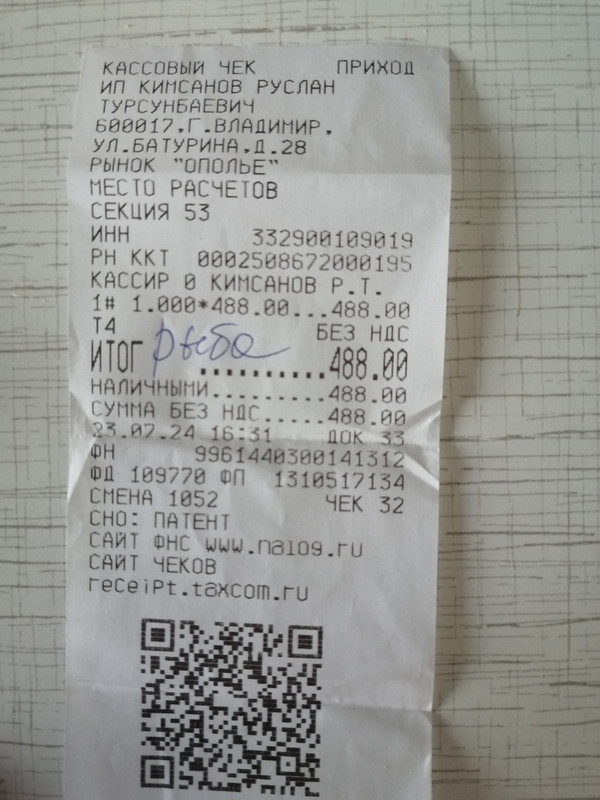 КАССОВЫЙ ЧЕК ПРИХОД
ИП КИМСАНОВ РУСЛАН
ТУРСУНБАЕВИЧ
600017,Г.ВЛАДИМИР,
УЛ.БАТУРИНА,Д.28
РЫНОК "ОПОЛЬЕ"
МЕСТО РАСЧЕТОВ
СЕКЦИЯ 53
ИНН 332900109019
РН ККТ 0002508672000195
КАССИР 0 КИМСАНОВ Р.Т.
1# 1.000*488.00...488.00
Т4 БЕЗ НДС
рыба
ИТОГ ..........488.00
НАЛИЧНЫМИ.........488.00
СУММА БЕЗ НДС.....488.00
23.07.24 16:31 ДОК 33
ФН 9961440300141312
ФД 109770 ФП 1310517134
СМЕНА 1052 ЧЕК 32
СНО: ПАТЕНТ
САЙТ ФНС www.nalog.ru
САЙТ ЧЕКОВ
receipt.taxcom.ru